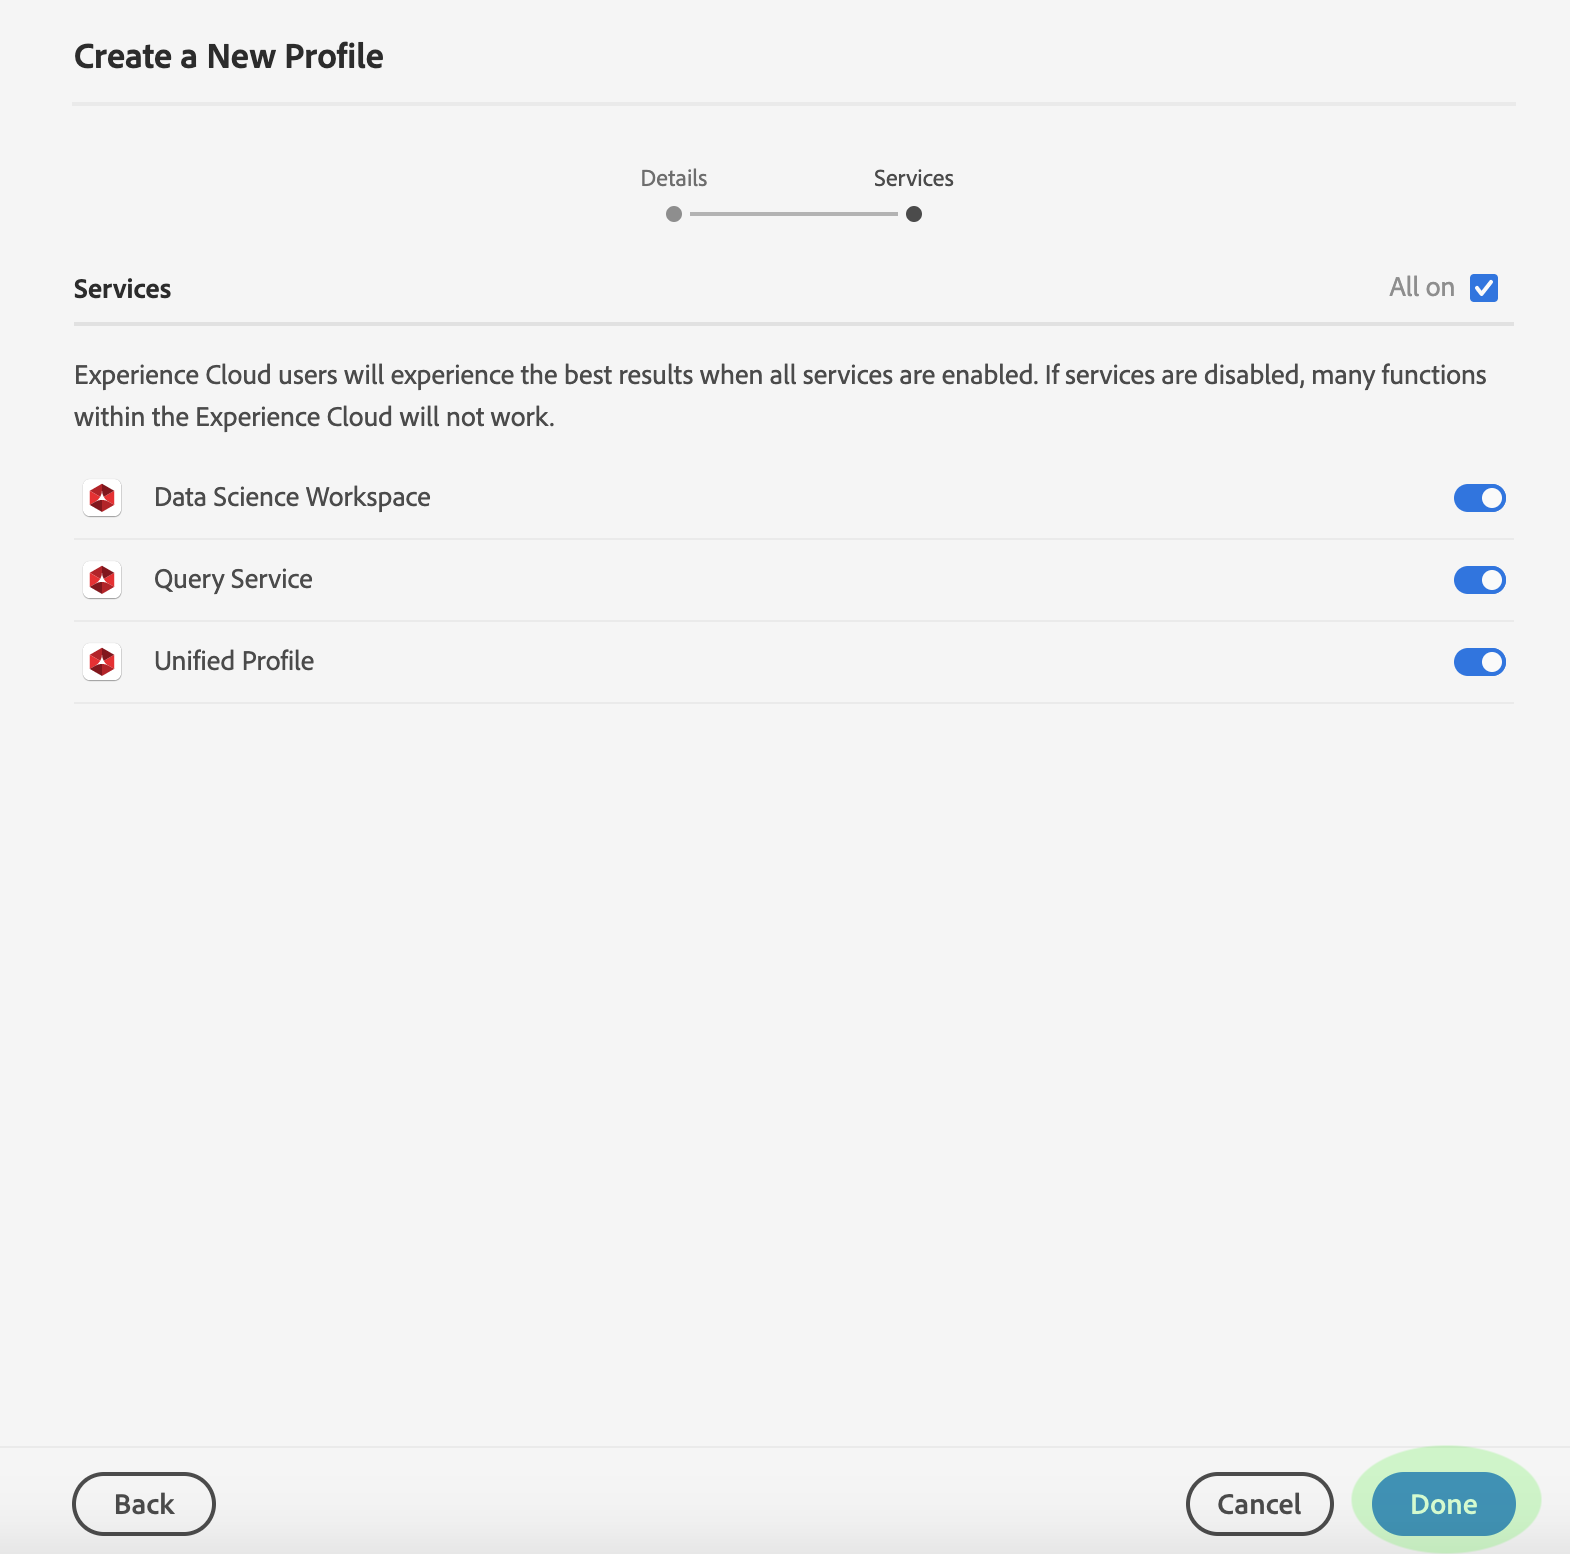 Create a New Profile
Details
Services
Services
All on
Experience Cloud users will experience the best results when all services are enabled. If services are disabled, many functions
within the Experience Cloud will not work.
Data Science Workspace
Query Service
Unified Profile
Back
Cancel
Done